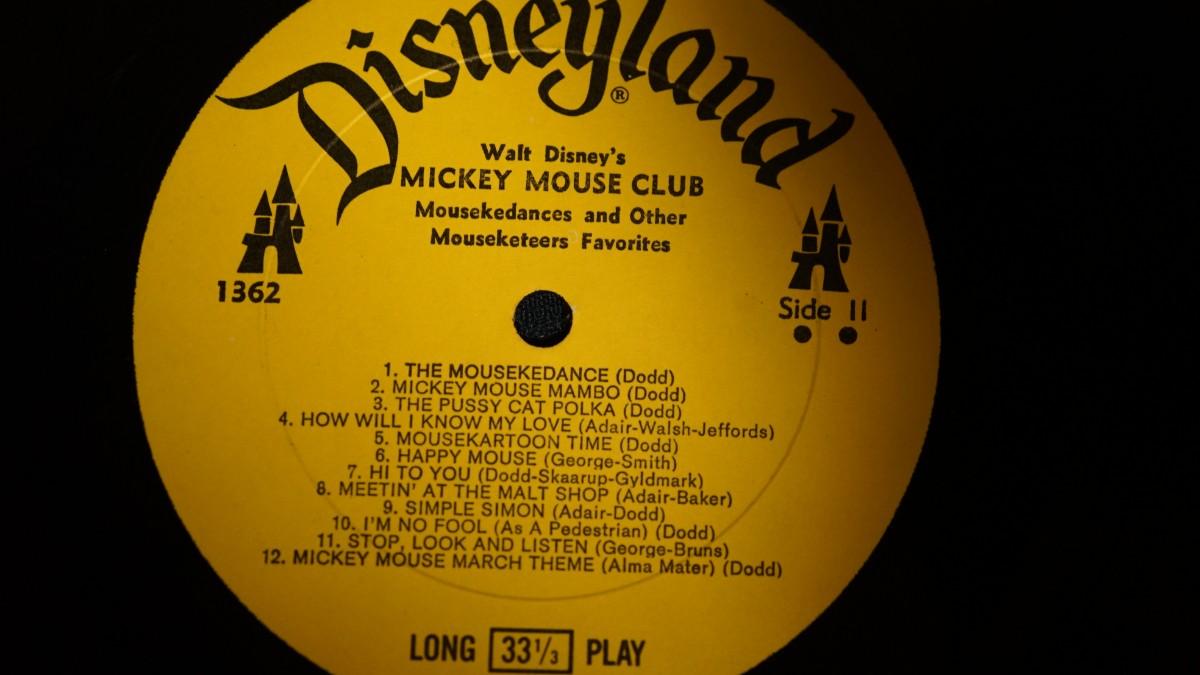 Disneyland
®
Walt Disney's
MICKEY MOUSE CLUB
Mousekedances and Other
Mouseketeers Favorites
1362
Side II
1. THE MOUSEKEDANCE (Dodd)
2. MICKEY MOUSE MAMBO (Dodd)
3. THE PUSSY CAT POLKA (Dodd)
4. HOW WILL I KNOW MY LOVE (Adair-Walsh-Jeffords)
5. MOUSEKARTOON TIME (Dodd)
6. HAPPY MOUSE (George-Smith)
7. HI TO YOU (Dodd-Skaarup-Gyldmark)
8. MEETIN' AT THE MALT SHOP (Adair-Baker)
9. SIMPLE SIMON (Adair-Dodd)
10. I'M NO FOOL (As A Pedestrian) (Dodd)
11. STOP, LOOK AND LISTEN (George-Bruns)
12. MICKEY MOUSE MARCH THEME (Alma Mater) (Dodd)
LONG 33⅓ PLAY